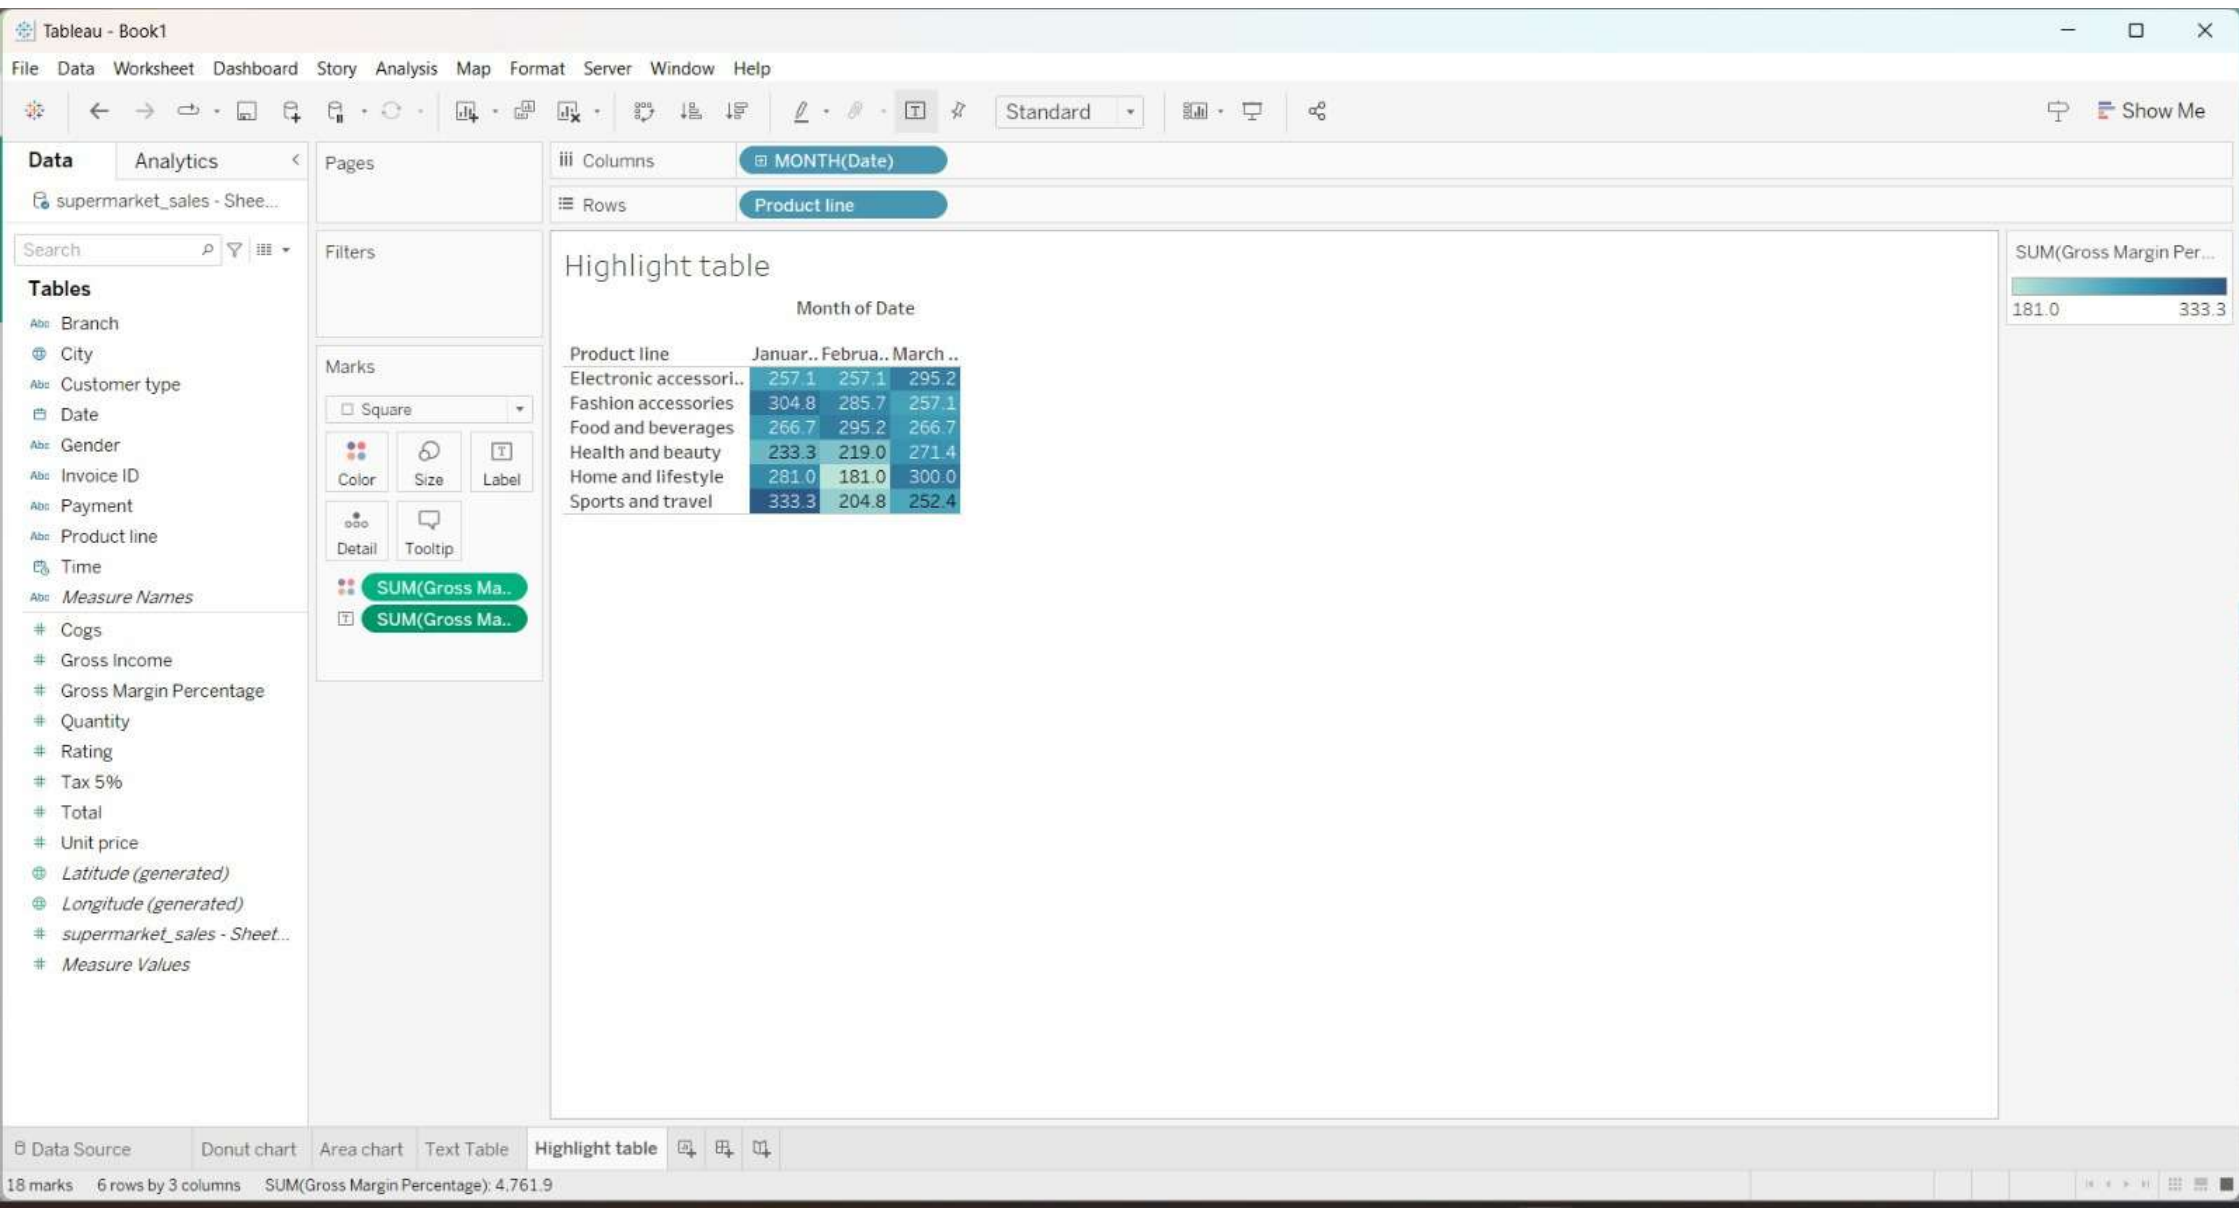 Tableau - Book1
File Data Worksheet Dashboard Story Analysis Map Format Server Window Help
Standard
Show Me
Data Analytics
supermarket_sales - Shee...
Search
Tables
Abc Branch
City
Abc Customer type
Date
Abc Gender
Abc Invoice ID
Abc Payment
Abc Product line
Time
Abc Measure Names
# Cogs
# Gross Income
# Gross Margin Percentage
# Quantity
# Rating
# Tax 5%
# Total
# Unit price
Latitude (generated)
Longitude (generated)
# supermarket_sales - Sheet...
# Measure Values
Pages
Filters
Marks
Square
Color Size Label
Detail Tooltip
SUM(Gross Ma..
SUM(Gross Ma..
Columns MONTH(Date)
Rows Product line
Highlight table
Month of Date
Product line Januar.. Februa.. March ..
Electronic accessori.. 257.1 257.1 295.2
Fashion accessories 304.8 285.7 257.1
Food and beverages 266.7 295.2 266.7
Health and beauty 233.3 219.0 271.4
Home and lifestyle 281.0 181.0 300.0
Sports and travel 333.3 204.8 252.4
SUM(Gross Margin Per...
181.0 333.3
Data Source Donut chart Area chart Text Table Highlight table
18 marks 6 rows by 3 columns SUM(Gross Margin Percentage): 4,761.9